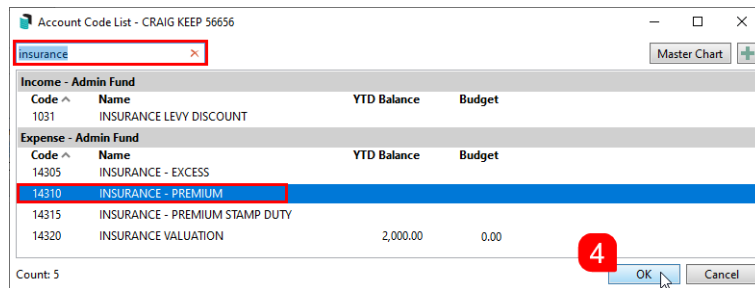 Account Code List - CRAIG KEEP 56656
insurance
Master Chart
Income - Admin Fund
Code Name YTD Balance Budget
1031 INSURANCE LEVY DISCOUNT
Expense - Admin Fund
Code Name YTD Balance Budget
14305 INSURANCE - EXCESS
14310 INSURANCE - PREMIUM
14315 INSURANCE - PREMIUM STAMP DUTY
14320 INSURANCE VALUATION 2,000.00 0.00
4
Count: 5 OK Cancel